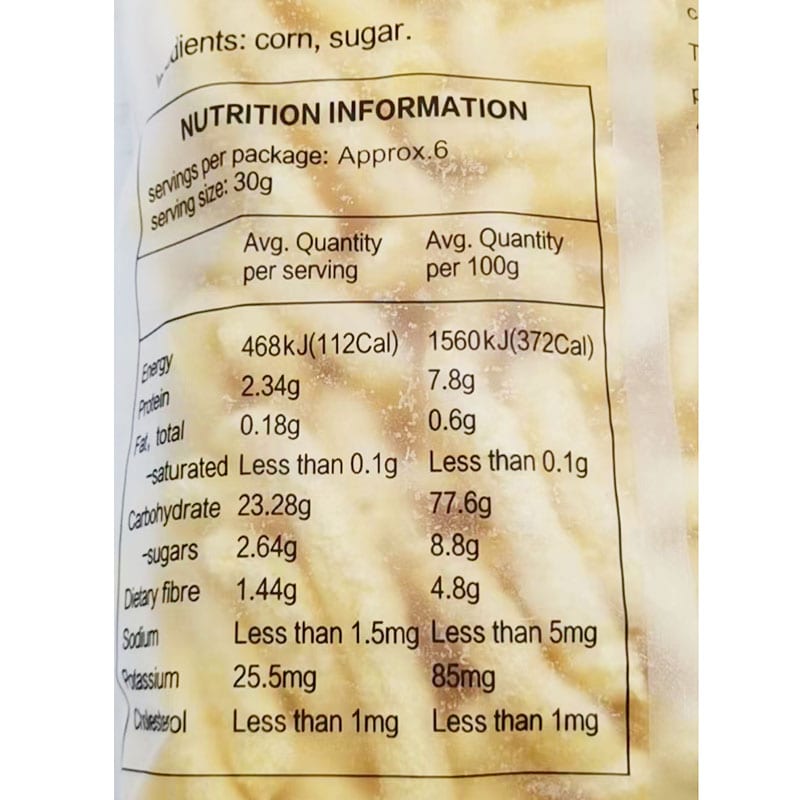 dients: corn, sugar.
NUTRITION INFORMATION
servings per package: Approx.6
serving size: 30g
Avg. Quantity per serving Avg. Quantity per 100g
Energy 468kJ(112Cal) 1560kJ(372Cal)
Protein 2.34g 7.8g
Fat, total 0.18g 0.6g
-saturated Less than 0.1g Less than 0.1g
Carbohydrate 23.28g 77.6g
-sugars 2.64g 8.8g
Dietary fibre 1.44g 4.8g
Sodium Less than 1.5mg Less than 5mg
Potassium 25.5mg 85mg
Cholesterol Less than 1mg Less than 1mg